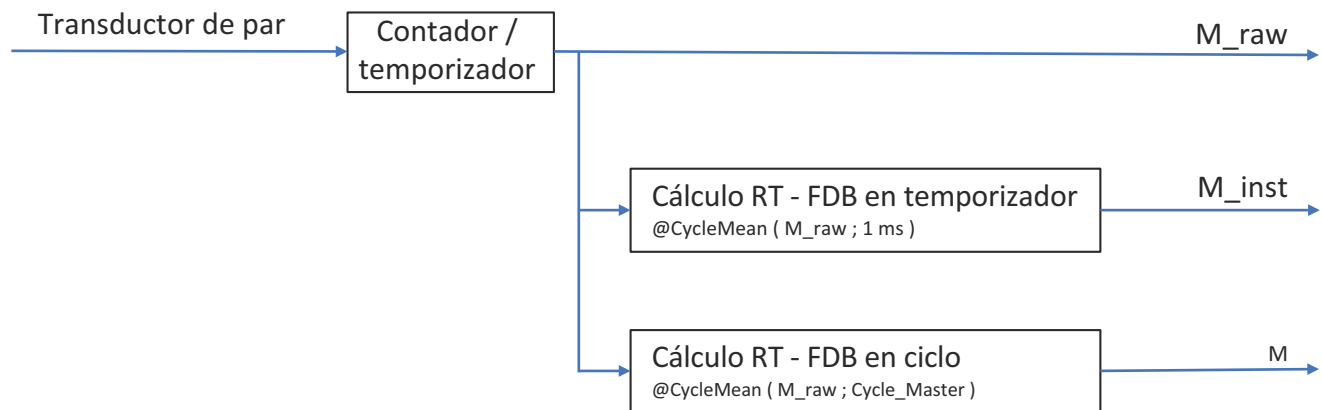 Transductor de par
Contador /
temporizador
M_raw
Cálculo RT - FDB en temporizador
@CycleMean ( M_raw ; 1 ms )
M_inst
Cálculo RT - FDB en ciclo
@CycleMean ( M_raw ; Cycle_Master )
M